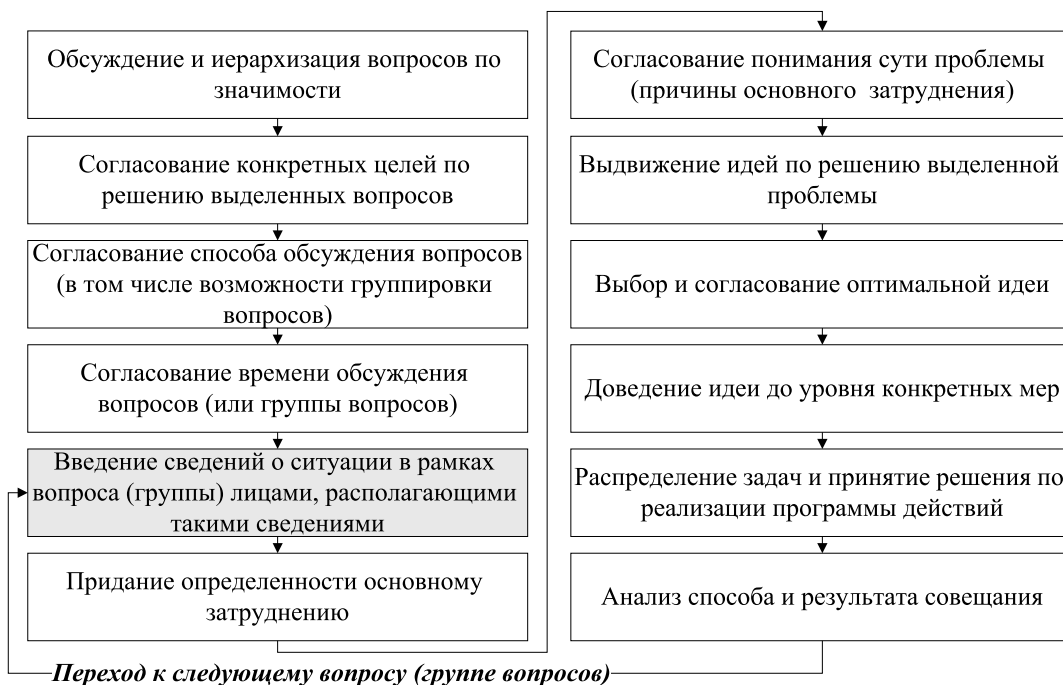 Обсуждение и иерархизация вопросов по
значимости
Согласование конкретных целей по
решению выделенных вопросов
Согласование способа обсуждения вопросов
(в том числе возможности группировки
вопросов)
Согласование времени обсуждения
вопросов (или группы вопросов)
Введение сведений о ситуации в рамках
вопроса (группы) лицами, располагающими
такими сведениями
Придание определенности основному
затруднению
Согласование понимания сути проблемы
(причины основного затруднения)
Выдвижение идей по решению выделенной
проблемы
Выбор и согласование оптимальной идеи
Доведение идеи до уровня конкретных мер
Распределение задач и принятие решения по
реализации программы действий
Анализ способа и результата совещания
Переход к следующему вопросу (группе вопросов)